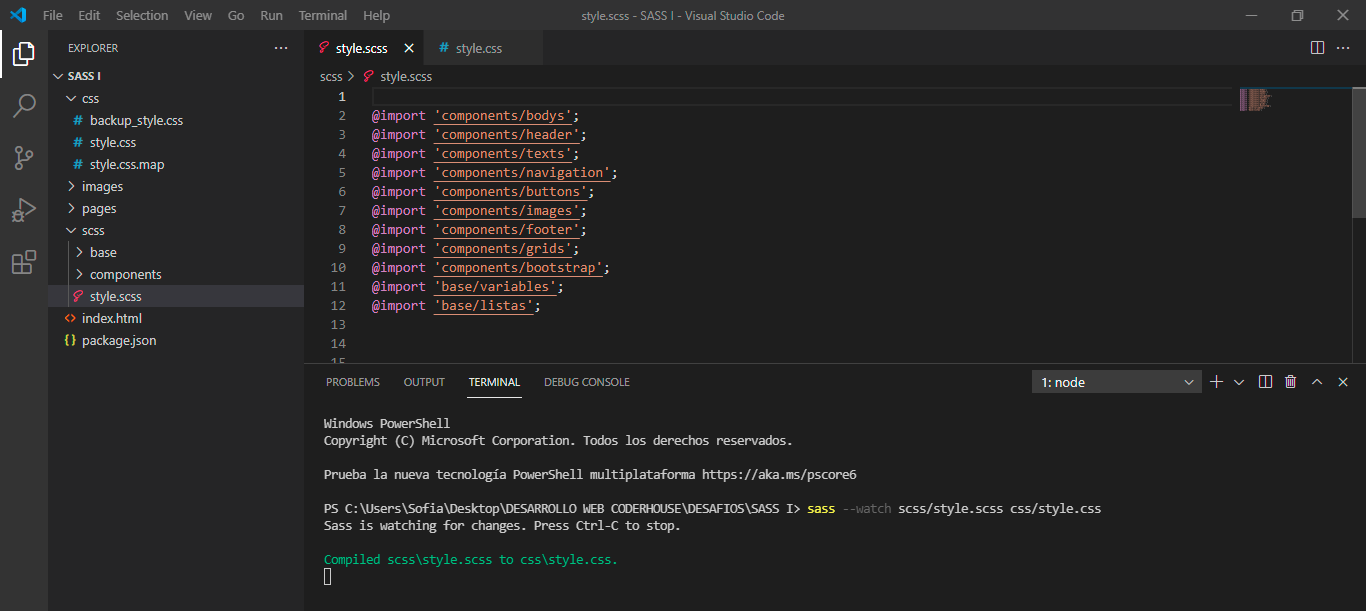 File Edit Selection View Go Run Terminal Help style.scss - SASS I - Visual Studio Code
EXPLORER
SASS I
css
# backup_style.css
# style.css
# style.css.map
images
pages
scss
base
components
style.scss
<> index.html
{} package.json
style.scss # style.css
scss > style.scss
1
2 @import 'components/bodys';
3 @import 'components/header';
4 @import 'components/texts';
5 @import 'components/navigation';
6 @import 'components/buttons';
7 @import 'components/images';
8 @import 'components/footer';
9 @import 'components/grids';
10 @import 'components/bootstrap';
11 @import 'base/variables';
12 @import 'base/listas';
13
14
15
PROBLEMS OUTPUT TERMINAL DEBUG CONSOLE 1: node
Windows PowerShell
Copyright (C) Microsoft Corporation. Todos los derechos reservados.
Prueba la nueva tecnología PowerShell multiplataforma https://aka.ms/pscore6
PS C:\Users\Sofia\Desktop\DESARROLLO WEB CODERHOUSE\DESAFIOS\SASS I> sass --watch scss/style.scss css/style.css
Sass is watching for changes. Press Ctrl-C to stop.
Compiled scss\style.scss to css\style.css.